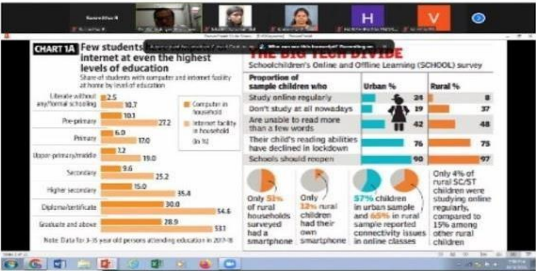 H
V
CHART 1A
Few students
internet at even the highest
levels of education
Share of students with computer and internet facility
at home by level of education
Literate without
any/formal schooling
2.5
10.7
Pre-primary
10.1
27.2
Primary
6.0
17.0
Upper-primary/middle
7.2
19.0
Secondary
9.6
25.2
Higher secondary
15.0
35.4
Diploma/certificate
30.0
54.6
Graduate and above
28.9
53.1
Computer in
household
Internet facility
in household
(in %)
Note: Data for 3-35 year old persons attending education in 2017-18
THE BIG TECH DIVIDE
Schoolchildren's Online and Offline Learning (SCHOOL) survey
Proportion of
sample children who
Urban %
Rural %
Study online regularly
24
8
Don't study at all nowadays
19
37
Are unable to read more
than a few words
42
48
Their child's reading abilities
have declined in lockdown
76
75
Schools should reopen
90
97
of rural
households
surveyed
had a
smartphone
Only
12% rural
children
had their
own
smartphone
57% children
in urban sample
and 65% in rural
sample reported
connectivity issues
in online classes
Only 4% of
rural SC/ST
children were
studying online
regularly,
compared to
15% among
other rural
children